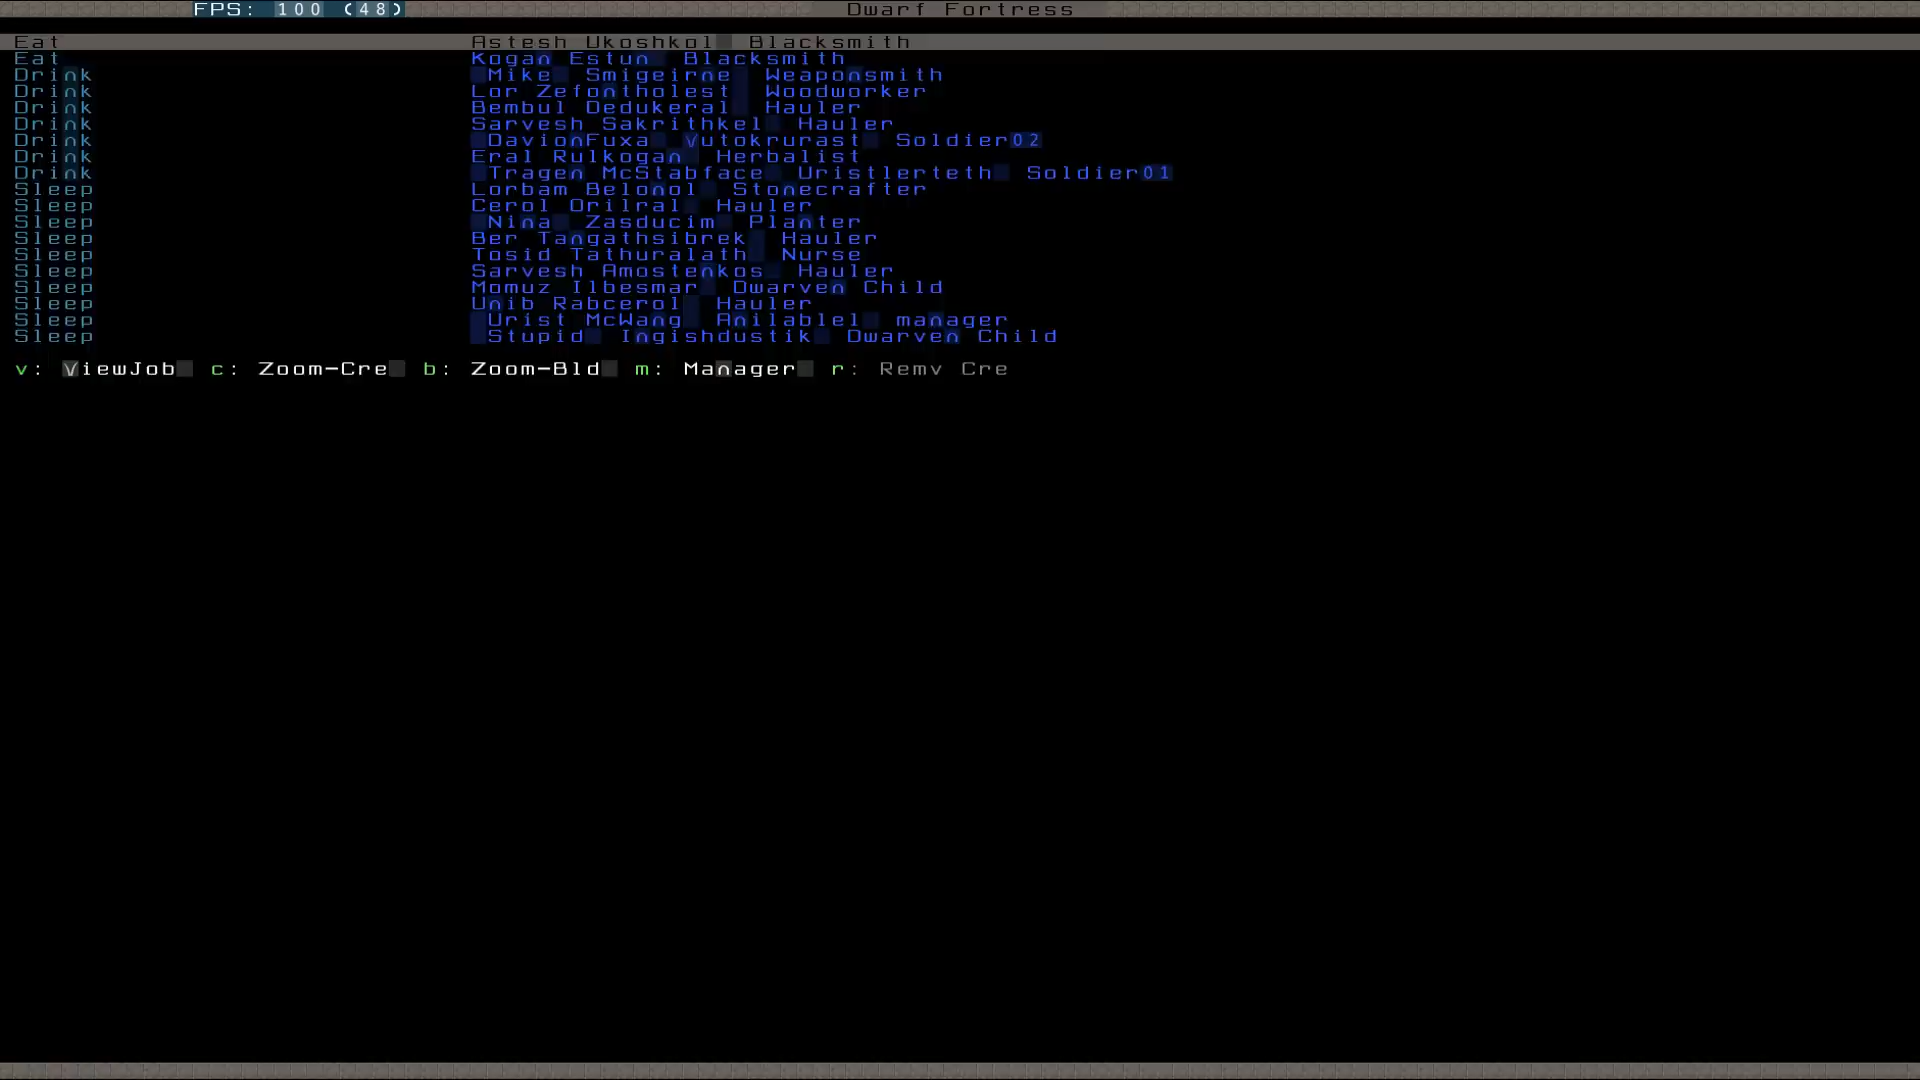 FPS: 100 (48) Dwarf Fortress
Eat Astesh Ukoshkol Blacksmith
Eat Kogan Estun Blacksmith
Drink Mike Smigeirne Weaponsmith
Drink Lor Zefontholest Woodworker
Drink Bembul Dedukeral Hauler
Drink Sarvesh Sakrithkel Hauler
Drink DavionFuxa Vutokrurast Soldier02
Drink Eral Rulkogan Herbalist
Drink Tragen McStabface Uristlerteth Soldier01
Sleep Lorbam Belonol Stonecrafter
Sleep Cerol Orilral Hauler
Sleep Nina Zasducim Planter
Sleep Ber Tangathsibrek Hauler
Sleep Tosid Tathuralath Nurse
Sleep Sarvesh Amostenkos Hauler
Sleep Momuz Ilbesmar Dwarven Child
Sleep Unib Rabcerol Hauler
Sleep Urist McWang Anilablel manager
Sleep Stupid Ingishdustik Dwarven Child
v: ViewJob c: Zoom-Cre b: Zoom-Bld m: Manager r: Remv Cre